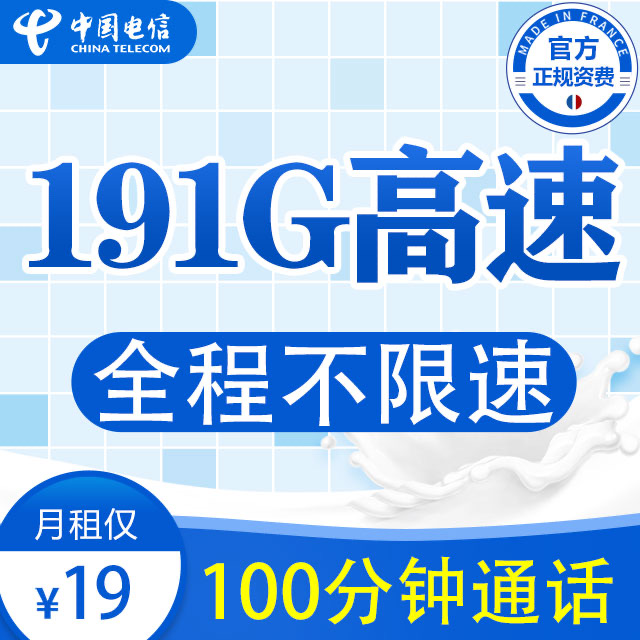 中国电信
CHINA TELECOM
MADE IN FRANCE
官方
正规资费
191G高速
全程不限速
月租仅
¥19
100分钟通话